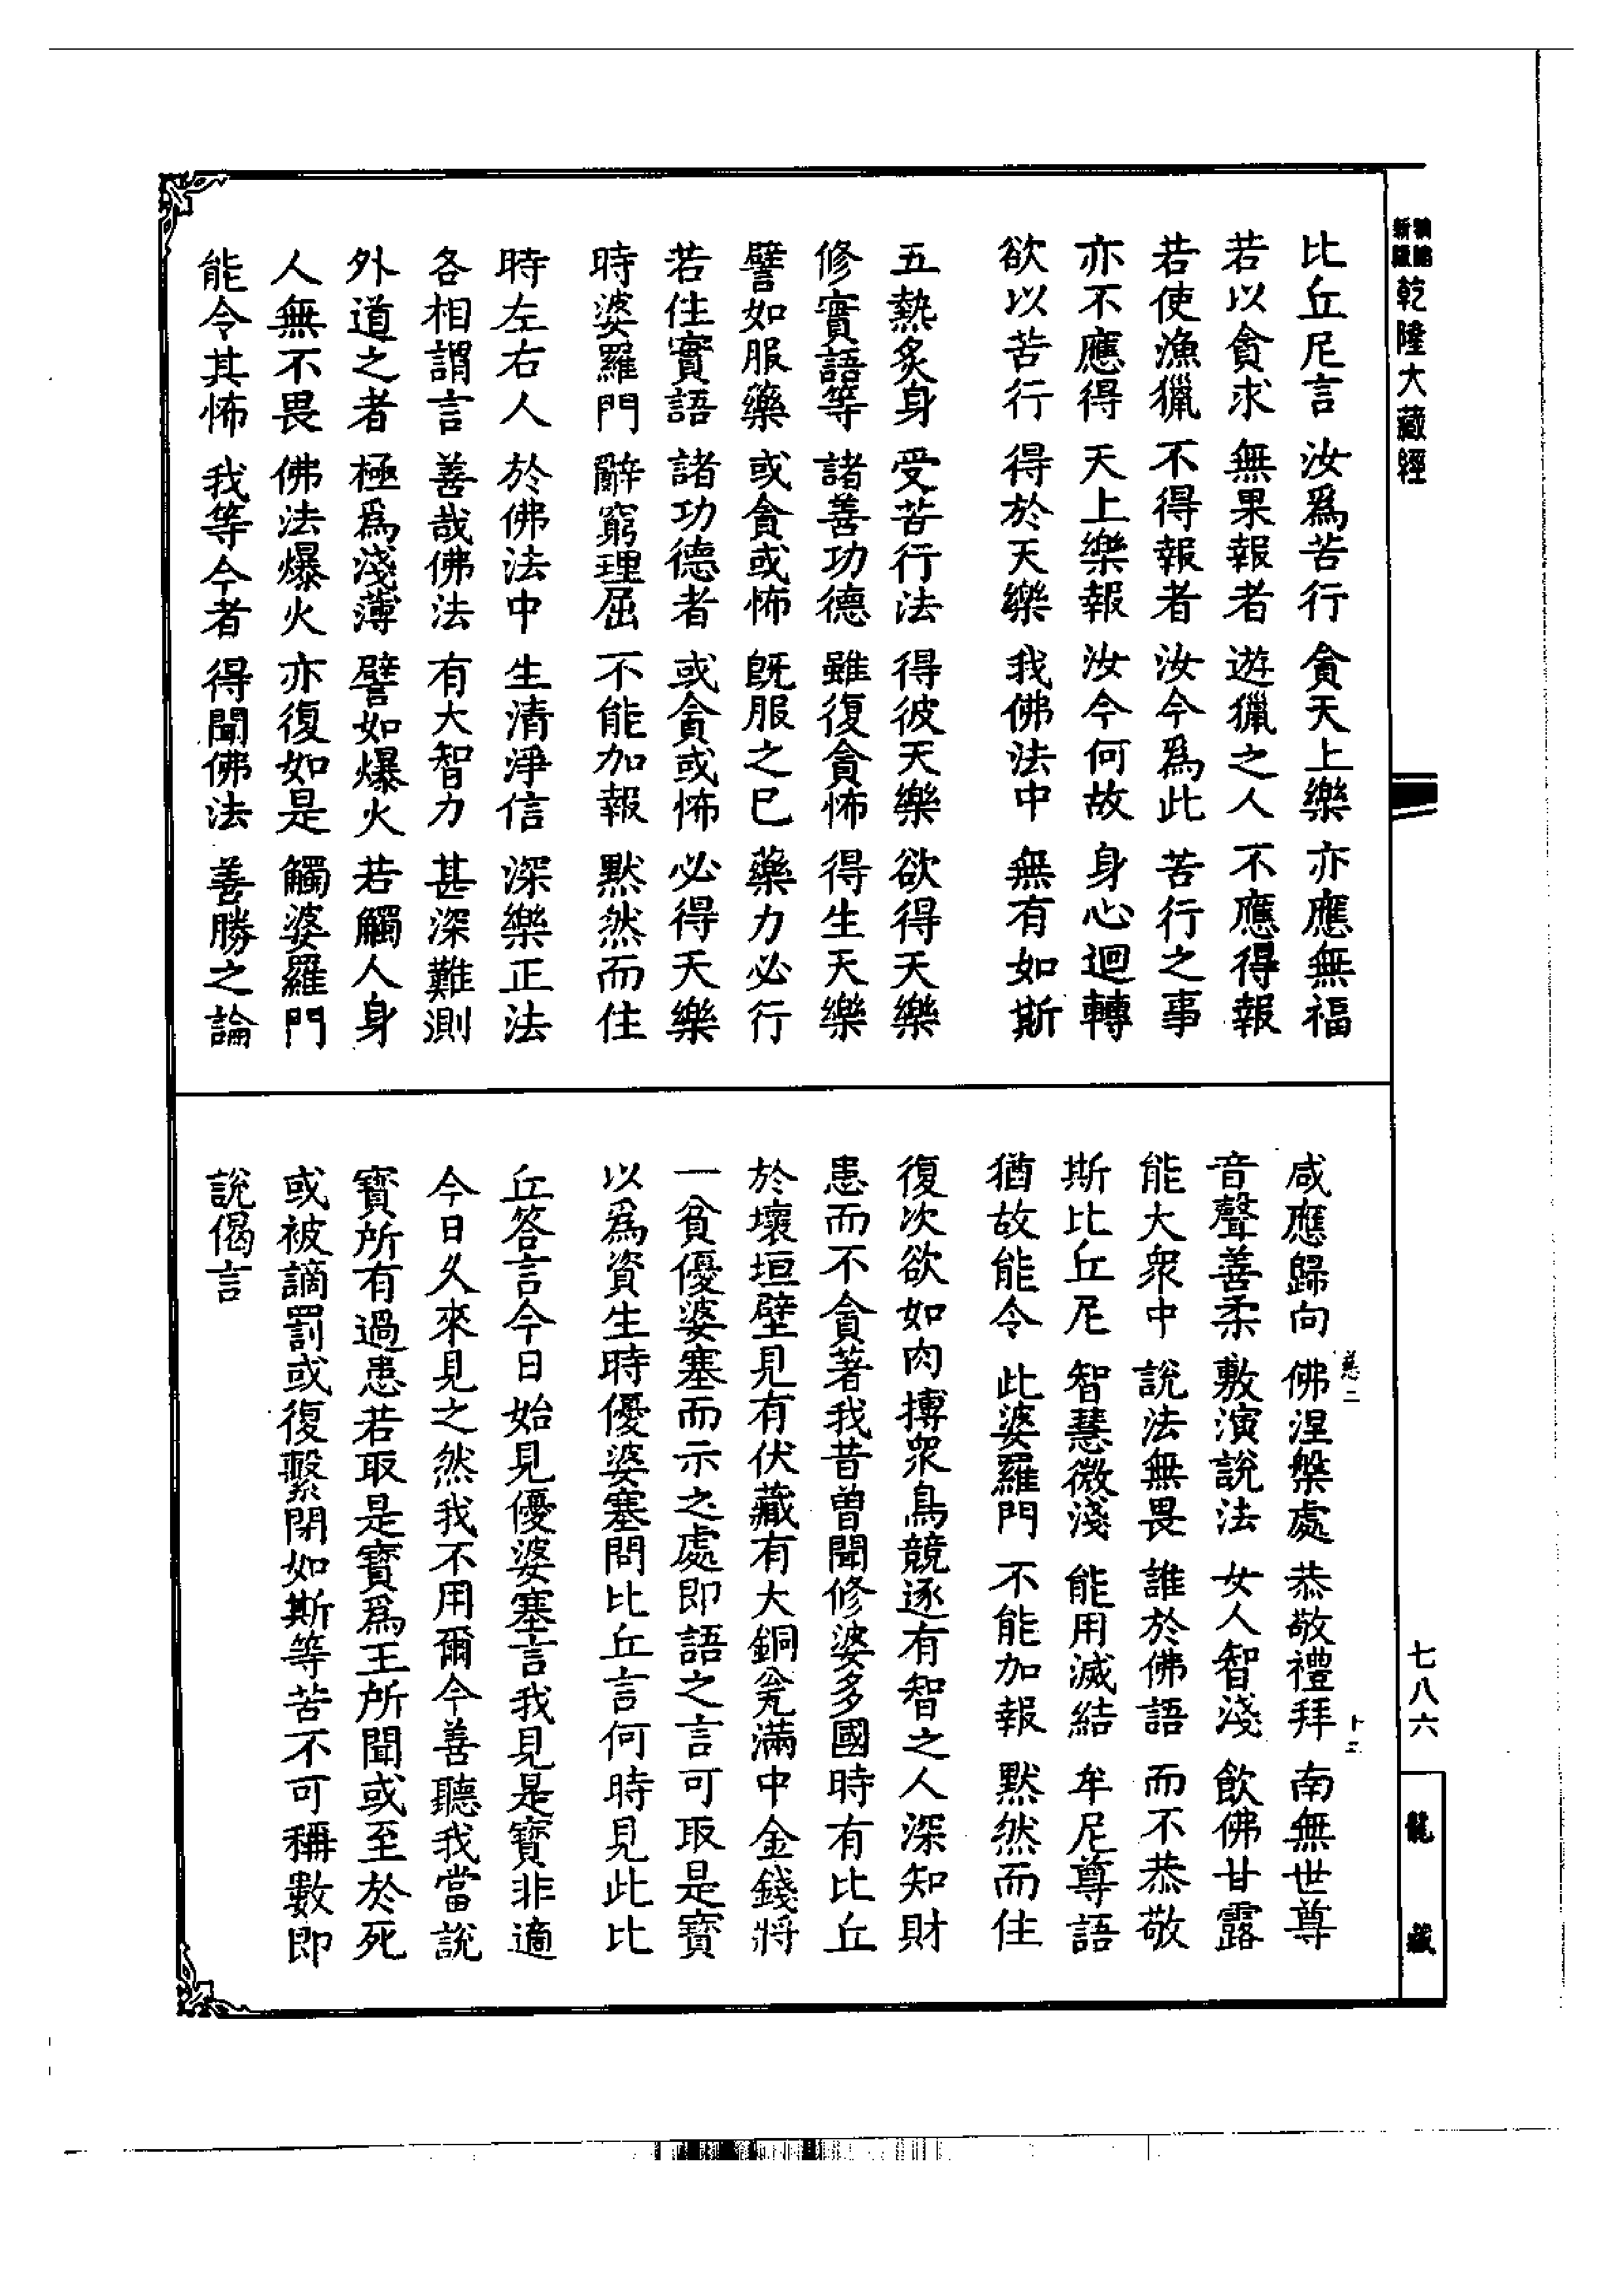 新版 乾隆大藏經
比丘尼言 汝爲苦行 貪天上樂 亦應無福
若以貪求 無果報者 遊獵之人 不應得報
若使漁獵 不得報者 汝今爲此 苦行之事
亦不應得 天上樂報 汝今何故 身心迴轉
欲以苦行 得於天樂 我佛法中 無有如斯
五熱炙身 受苦行法 得彼天樂 欲得天樂
修實語等 諸善功德 雖復貪怖 得生天樂
譬如服藥 或貪或怖 旣服之已 藥力必行
若住實語 諸功德者 或貪或怖 必得天樂
時婆羅門 辭窮理屈 不能加報 默然而住
時左右人 於佛法中 生清淨信 深樂正法
各相謂言 善哉佛法 有大智力 甚深難測
外道之者 極爲淺薄 譬如爆火 若觸人身
人無不畏 佛法爆火 亦復如是 觸婆羅門
能令其怖 我等今者 得聞佛法 善勝之論
咸應歸向 佛涅槃處 恭敬禮拜 南無世尊
音聲善柔 敷演說法 女人智淺 飲佛甘露
能大衆中 說法無畏 誰於佛語 而不恭敬
斯比丘尼 智慧微淺 能用滅結 牟尼尊語
猶故能令 此婆羅門 不能加報 默然而住
復次欲如肉摶衆鳥競逐有智之人深知財
患而不貪著我昔曾聞修婆多國時有比丘
於壞垣壁見有伏藏有大銅瓮滿中金錢將
一貧優婆塞而示之處即語之言可取是寶
以爲資生時優婆塞問比丘言何時見此比
丘答言今日始見優婆塞言我見是寶非適
今日久來見之然我不用爾今善聽我當說
寶所有過患若取是寶爲王所聞或至於死
或被謫罰或復繫閉如斯等苦不可稱數即
說偈言
七八六
龍藏